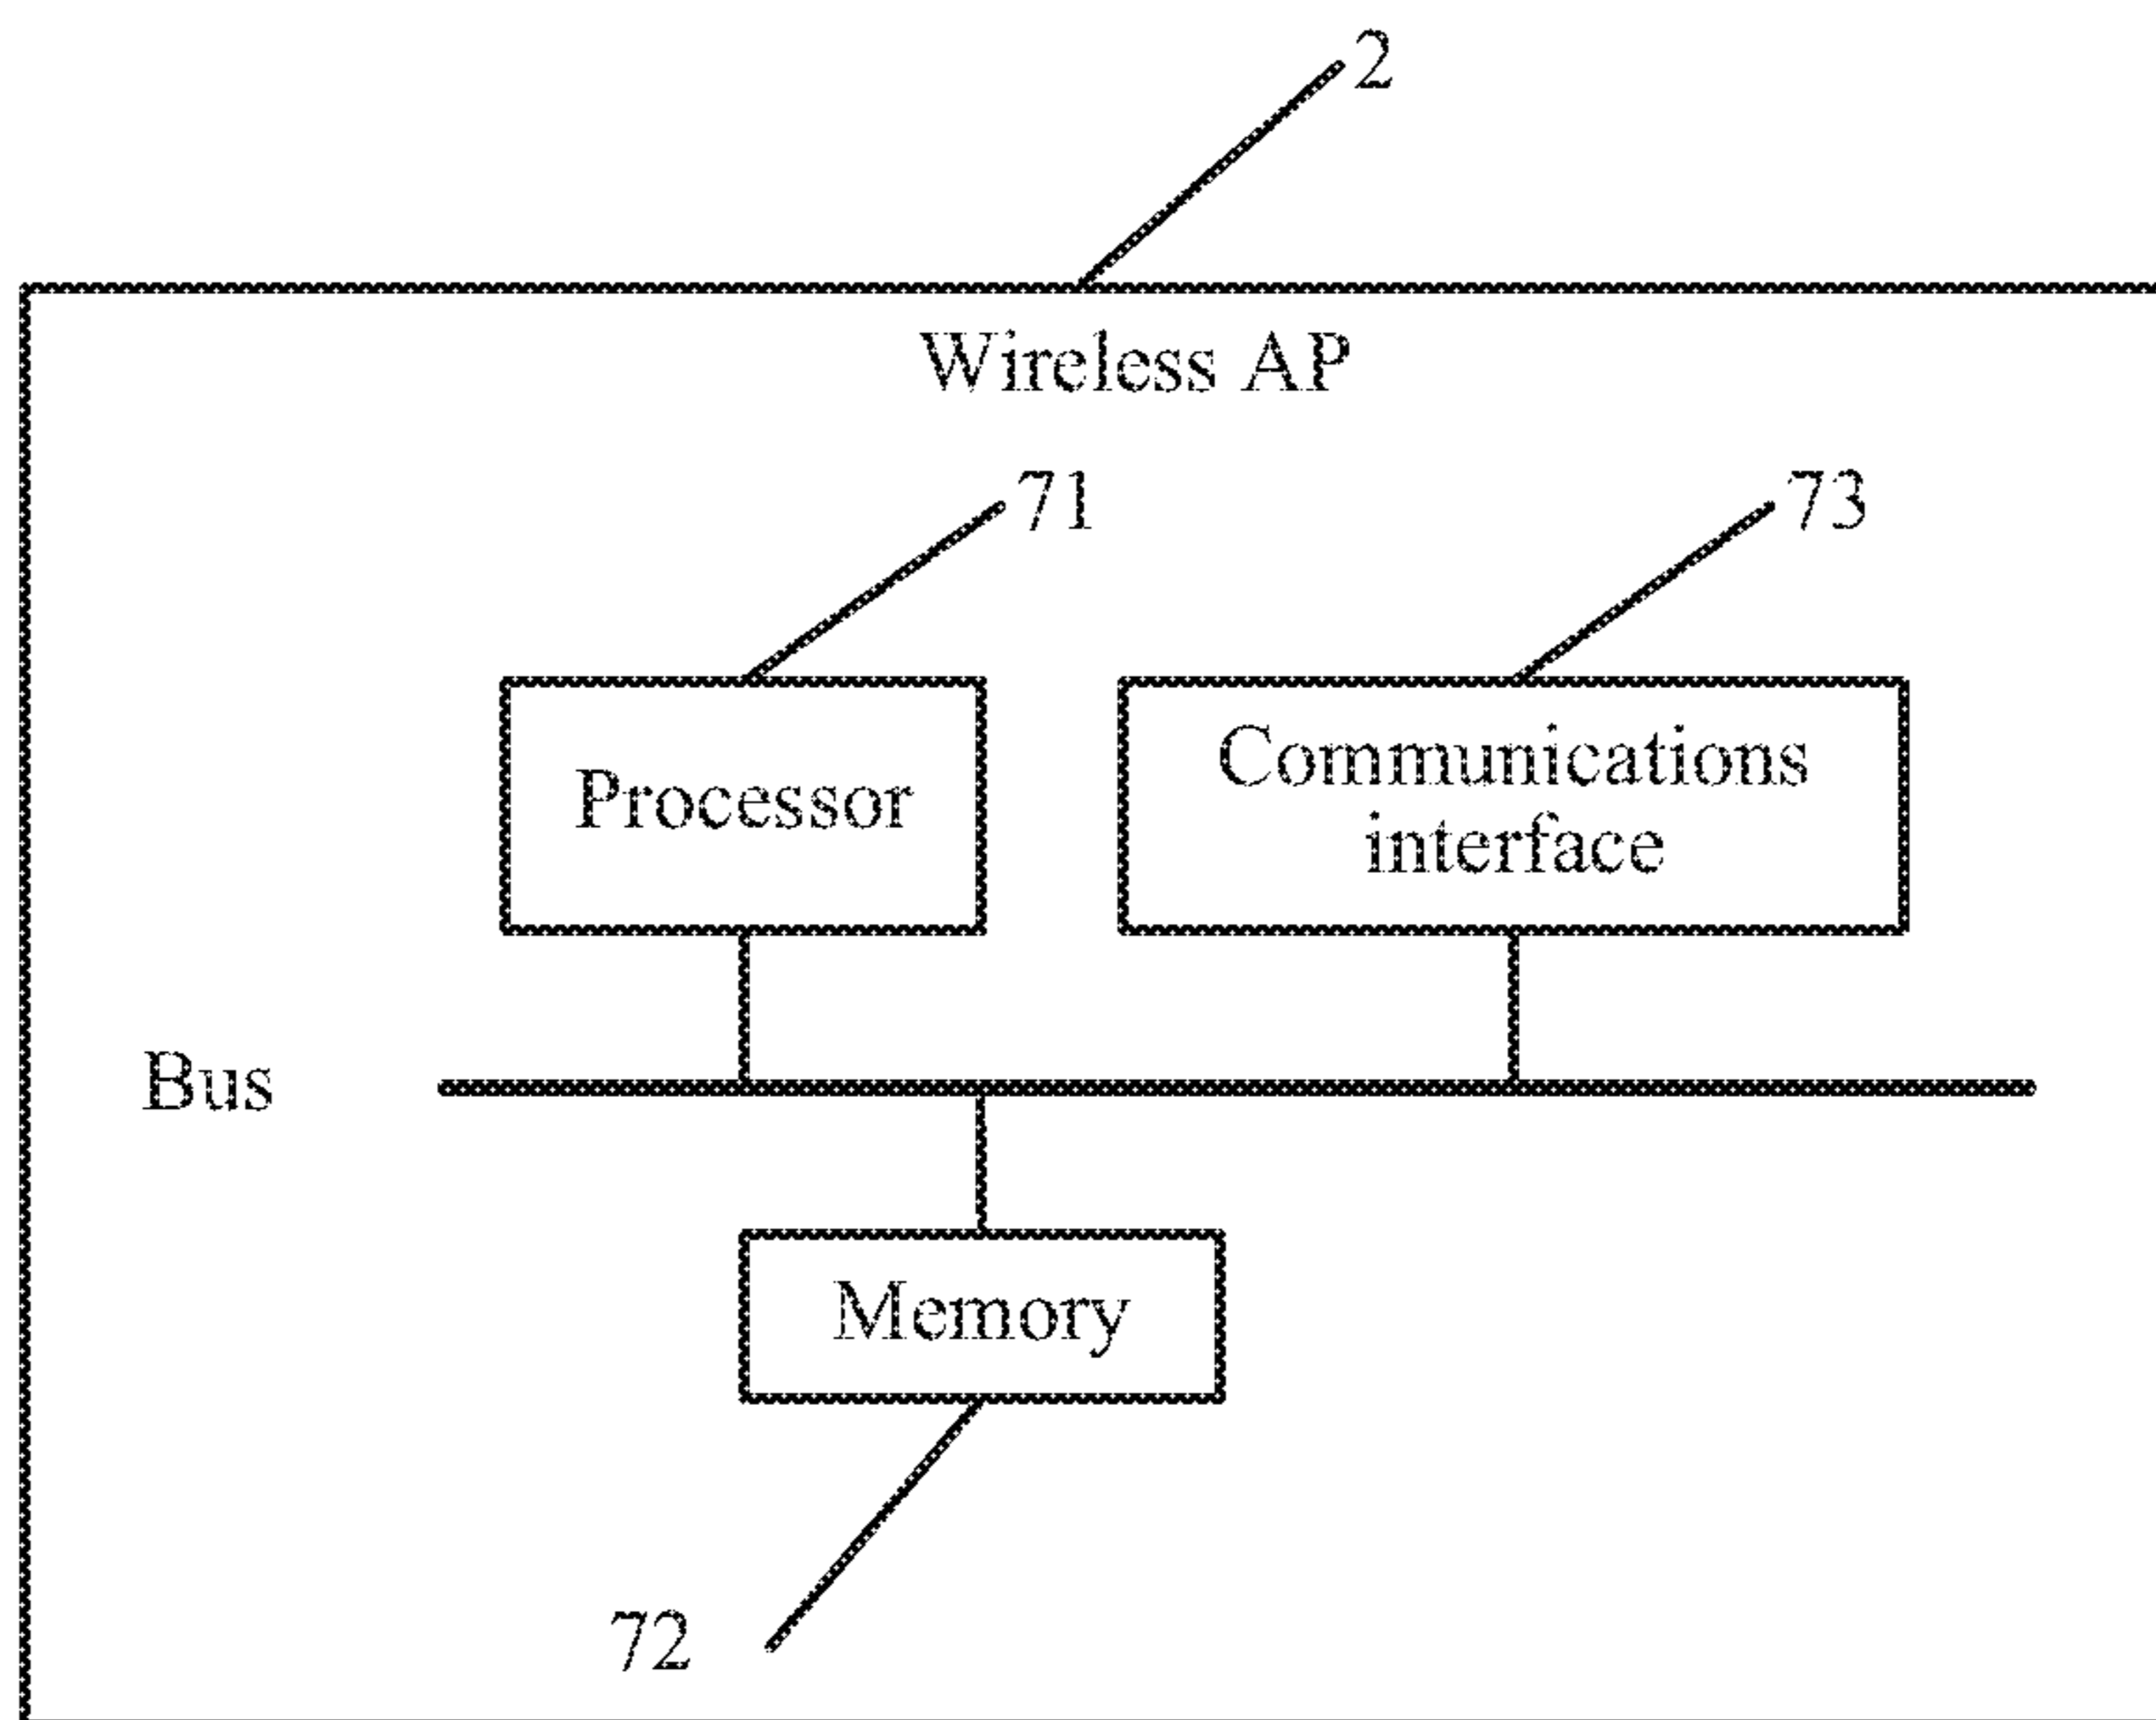 2
Wireless AP
71
73
Processor
Communications
interface
Bus
Memory
72